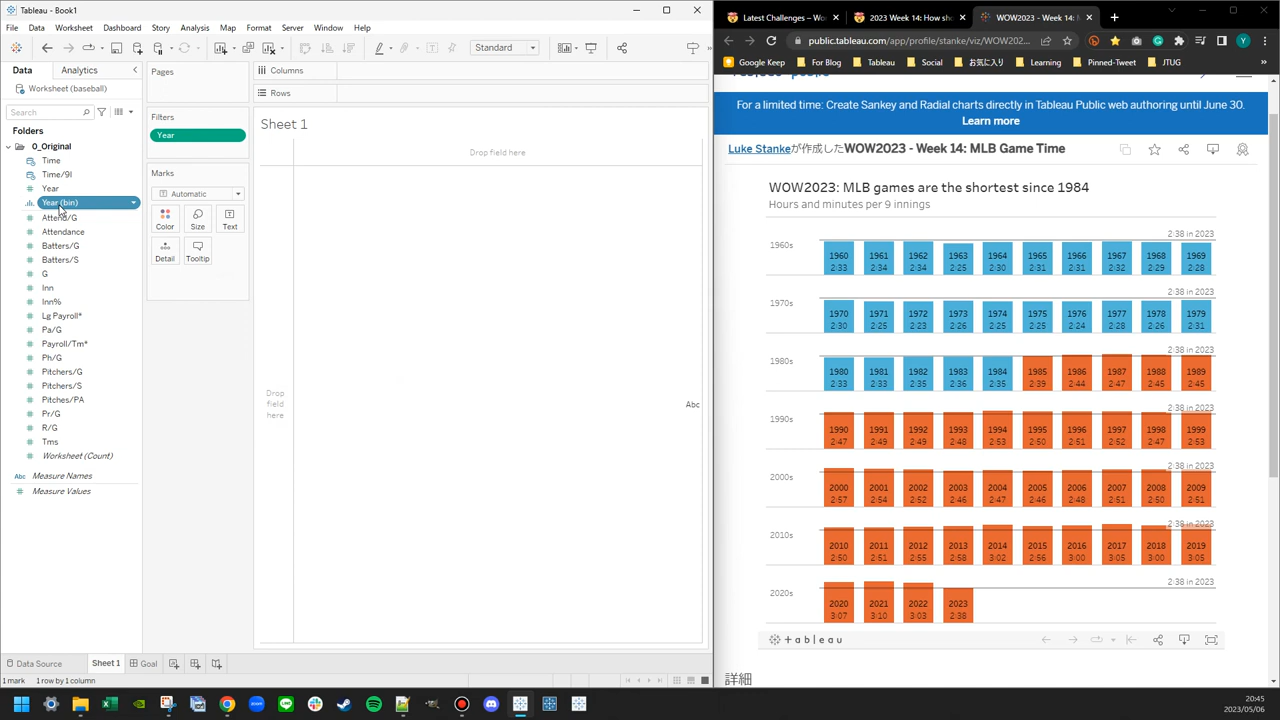 Tableau - Book1
File Data Worksheet Dashboard Story Analysis Map Format Server Window Help
Standard
Data Analytics
Worksheet (baseball)
Search
Folders
0_Original
Time
Time/9I
Year
Year (bin)
Attend/G
Attendance
Batters/G
Batters/S
G
Inn
Inn%
Lg Payroll*
Pa/G
Payroll/Tm*
Ph/G
Pitchers/G
Pitchers/S
Pitches/PA
Pr/G
R/G
Tms
Worksheet (Count)
Abc Measure Names
Measure Values
Pages
Filters
Year
Marks
Automatic
Color Size Text
Detail Tooltip
Columns
Rows
Sheet 1
Drop field here
Drop
field
here
Abc
Data Source Sheet 1 Goal
1 mark 1 row by 1 column
Latest Challenges – Wo
2023 Week 14: How sho
WOW2023 - Week 14: M
public.tableau.com/app/profile/stanke/viz/WOW202...
Google Keep For Blog Tableau Social お気に入り Learning Pinned-Tweet JTUG
For a limited time: Create Sankey and Radial charts directly in Tableau Public web authoring until June 30.
Learn more
Luke Stankeが作成したWOW2023 - Week 14: MLB Game Time
WOW2023: MLB games are the shortest since 1984
Hours and minutes per 9 innings
2:38 in 2023
1960s
1960 1961 1962 1963 1964 1965 1966 1967 1968 1969
2:33 2:34 2:34 2:25 2:30 2:31 2:31 2:32 2:29 2:28
2:38 in 2023
1970s
1970 1971 1972 1973 1974 1975 1976 1977 1978 1979
2:30 2:25 2:23 2:26 2:25 2:25 2:24 2:28 2:26 2:31
2:38 in 2023
1980s
1980 1981 1982 1983 1984 1985 1986 1987 1988 1989
2:33 2:33 2:35 2:36 2:35 2:39 2:44 2:47 2:45 2:45
2:38 in 2023
1990s
1990 1991 1992 1993 1994 1995 1996 1997 1998 1999
2:47 2:49 2:49 2:48 2:53 2:50 2:51 2:52 2:47 2:53
2:38 in 2023
2000s
2000 2001 2002 2003 2004 2005 2006 2007 2008 2009
2:57 2:54 2:52 2:46 2:47 2:46 2:48 2:51 2:50 2:51
2:38 in 2023
2010s
2010 2011 2012 2013 2014 2015 2016 2017 2018 2019
2:50 2:51 2:55 2:58 3:02 2:56 3:00 3:05 3:00 3:05
2:38 in 2023
2020s
2020 2021 2022 2023
3:07 3:10 3:03 2:38
+ a b l e a u
詳細
20:45
2023/05/06